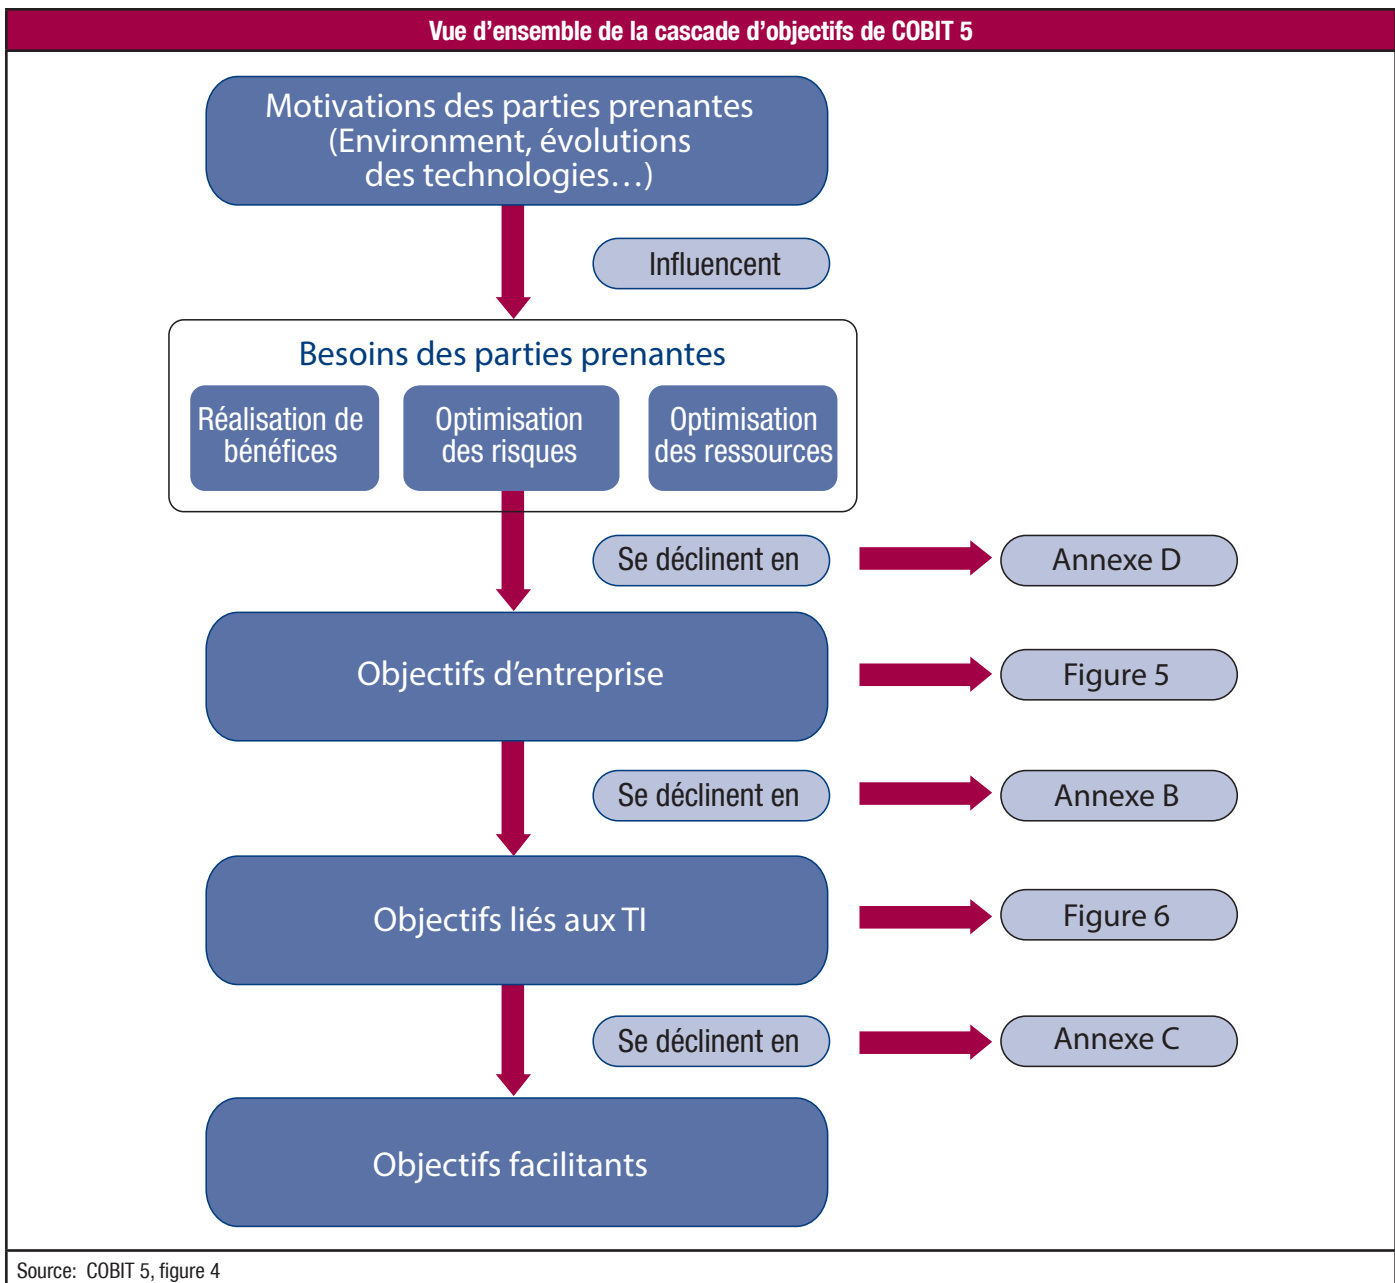 Vue d’ensemble de la cascade d’objectifs de COBIT 5
Motivations des parties prenantes
(Environment, évolutions
des technologies…)
Influencent
Besoins des parties prenantes
Réalisation de
bénéfices
Optimisation
des risques
Optimisation
des ressources
Se déclinent en
Annexe D
Objectifs d’entreprise
Figure 5
Se déclinent en
Annexe B
Objectifs liés aux TI
Figure 6
Se déclinent en
Annexe C
Objectifs facilitants
Source: COBIT 5, figure 4